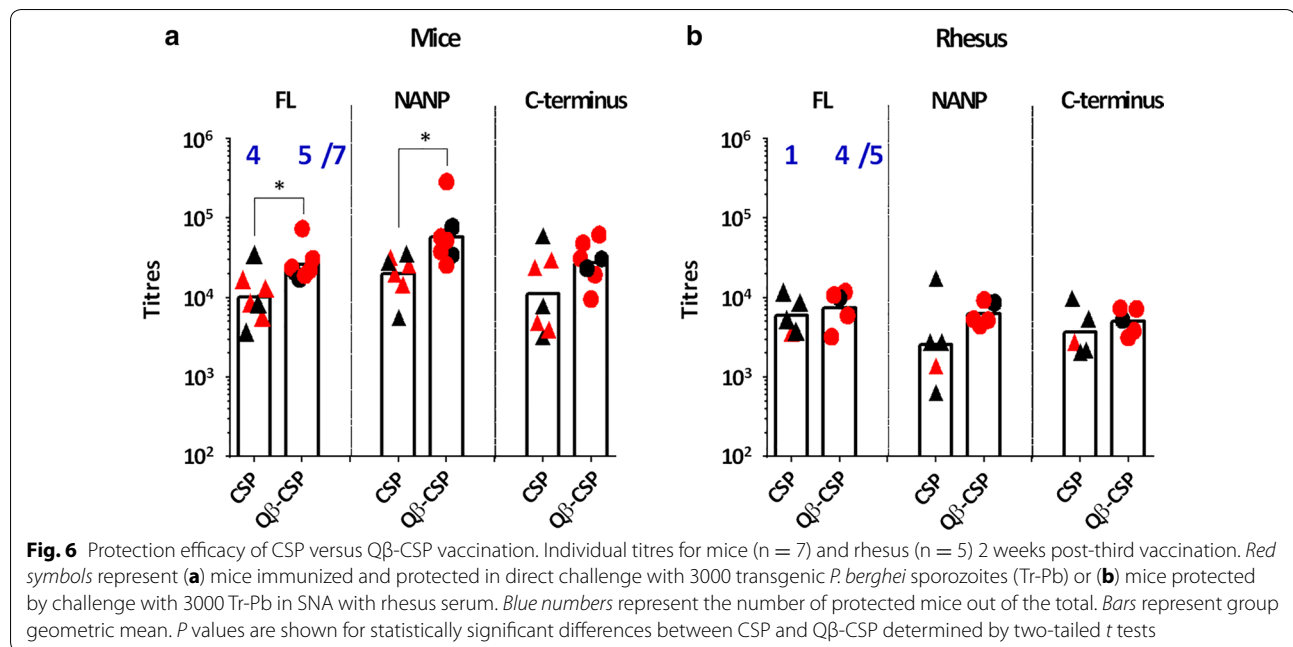 a Mice b Rhesus
FL NANP C-terminus FL NANP C-terminus
10⁶ 10⁶
4 5 /7 * 1 4 /5
*
10⁵ 10⁵
Titres 10⁴ Titres 10⁴
10³ 10³
10² 10²
CSP Qβ-CSP CSP Qβ-CSP CSP Qβ-CSP CSP Qβ-CSP CSP Qβ-CSP CSP Qβ-CSP
Fig. 6 Protection efficacy of CSP versus Qβ-CSP vaccination. Individual titres for mice (n = 7) and rhesus (n = 5) 2 weeks post-third vaccination. Red
symbols represent (a) mice immunized and protected in direct challenge with 3000 transgenic P. berghei sporozoites (Tr-Pb) or (b) mice protected
by challenge with 3000 Tr-Pb in SNA with rhesus serum. Blue numbers represent the number of protected mice out of the total. Bars represent group
geometric mean. P values are shown for statistically significant differences between CSP and Qβ-CSP determined by two-tailed t tests